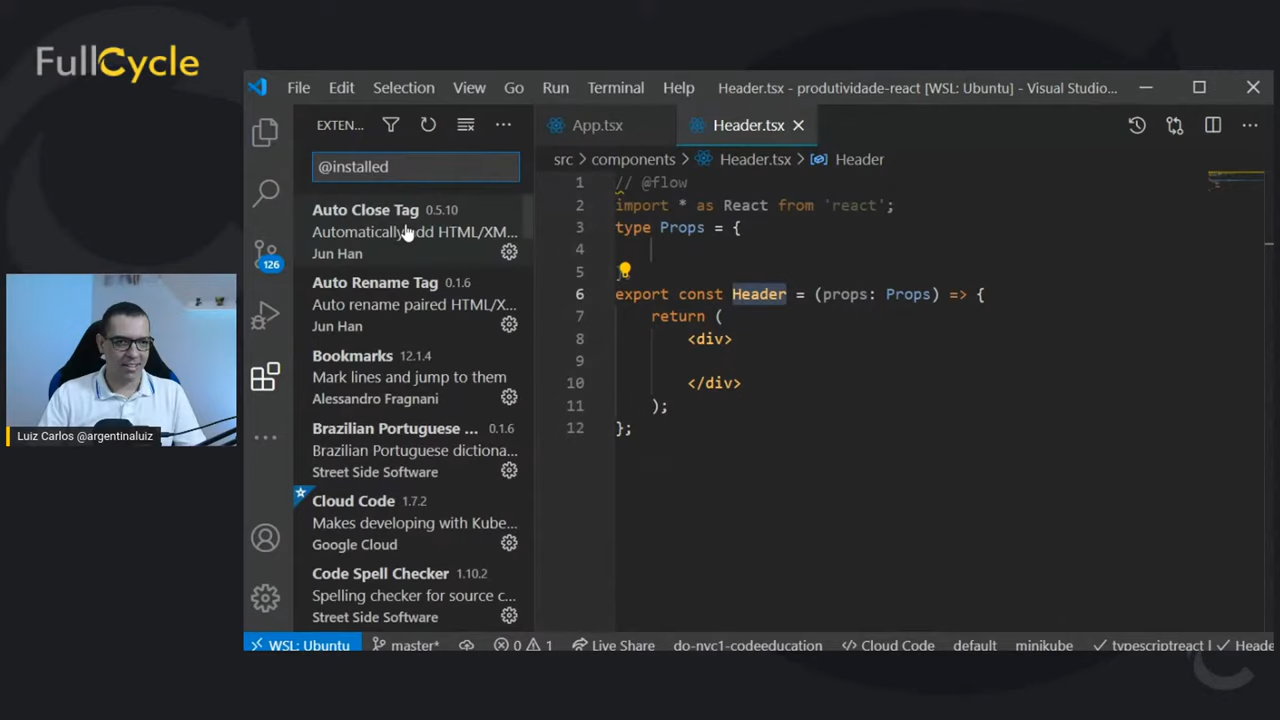 FullCycle
File Edit Selection View Go Run Terminal Help Header.tsx - produtividade-react [WSL: Ubuntu] - Visual Studio...
EXTEN...
App.tsx Header.tsx
@installed
src > components > Header.tsx > Header
Auto Close Tag 0.5.10
Automatically add HTML/XM...
Jun Han
Auto Rename Tag 0.1.6
Auto rename paired HTML/X...
Jun Han
Bookmarks 12.1.4
Mark lines and jump to them
Alessandro Fragnani
Brazilian Portuguese ... 0.1.6
Brazilian Portuguese dictiona...
Street Side Software
Cloud Code 1.7.2
Makes developing with Kube...
Google Cloud
Code Spell Checker 1.10.2
Spelling checker for source c...
Street Side Software
126
1 // @flow
2 import * as React from 'react';
3 type Props = {
4
5
6 export const Header = (props: Props) => {
7 return (
8 <div>
9
10 </div>
11 );
12 };
Luiz Carlos @argentinaluiz
WSL: Ubuntu master* 0 1 Live Share do-nyc1-codeeducation Cloud Code default minikube typescriptreact Heade